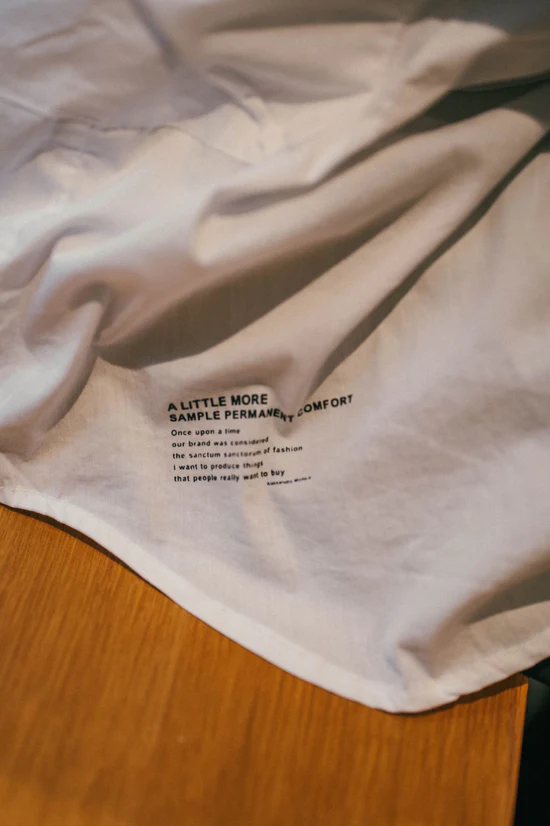 A LITTLE MORE
SAMPLE PERMANENT COMFORT
Once upon a time
our brand was considered
the sanctum sanctorum of fashion
i want to produce things
that people really want to buy